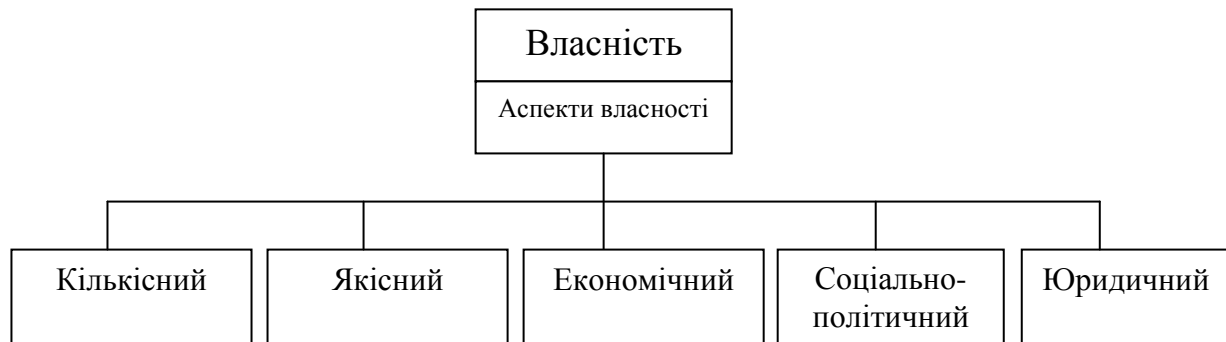 Власність
Аспекти власності
Кількісний
Якісний
Економічний
Соціально-
політичний
Юридичний